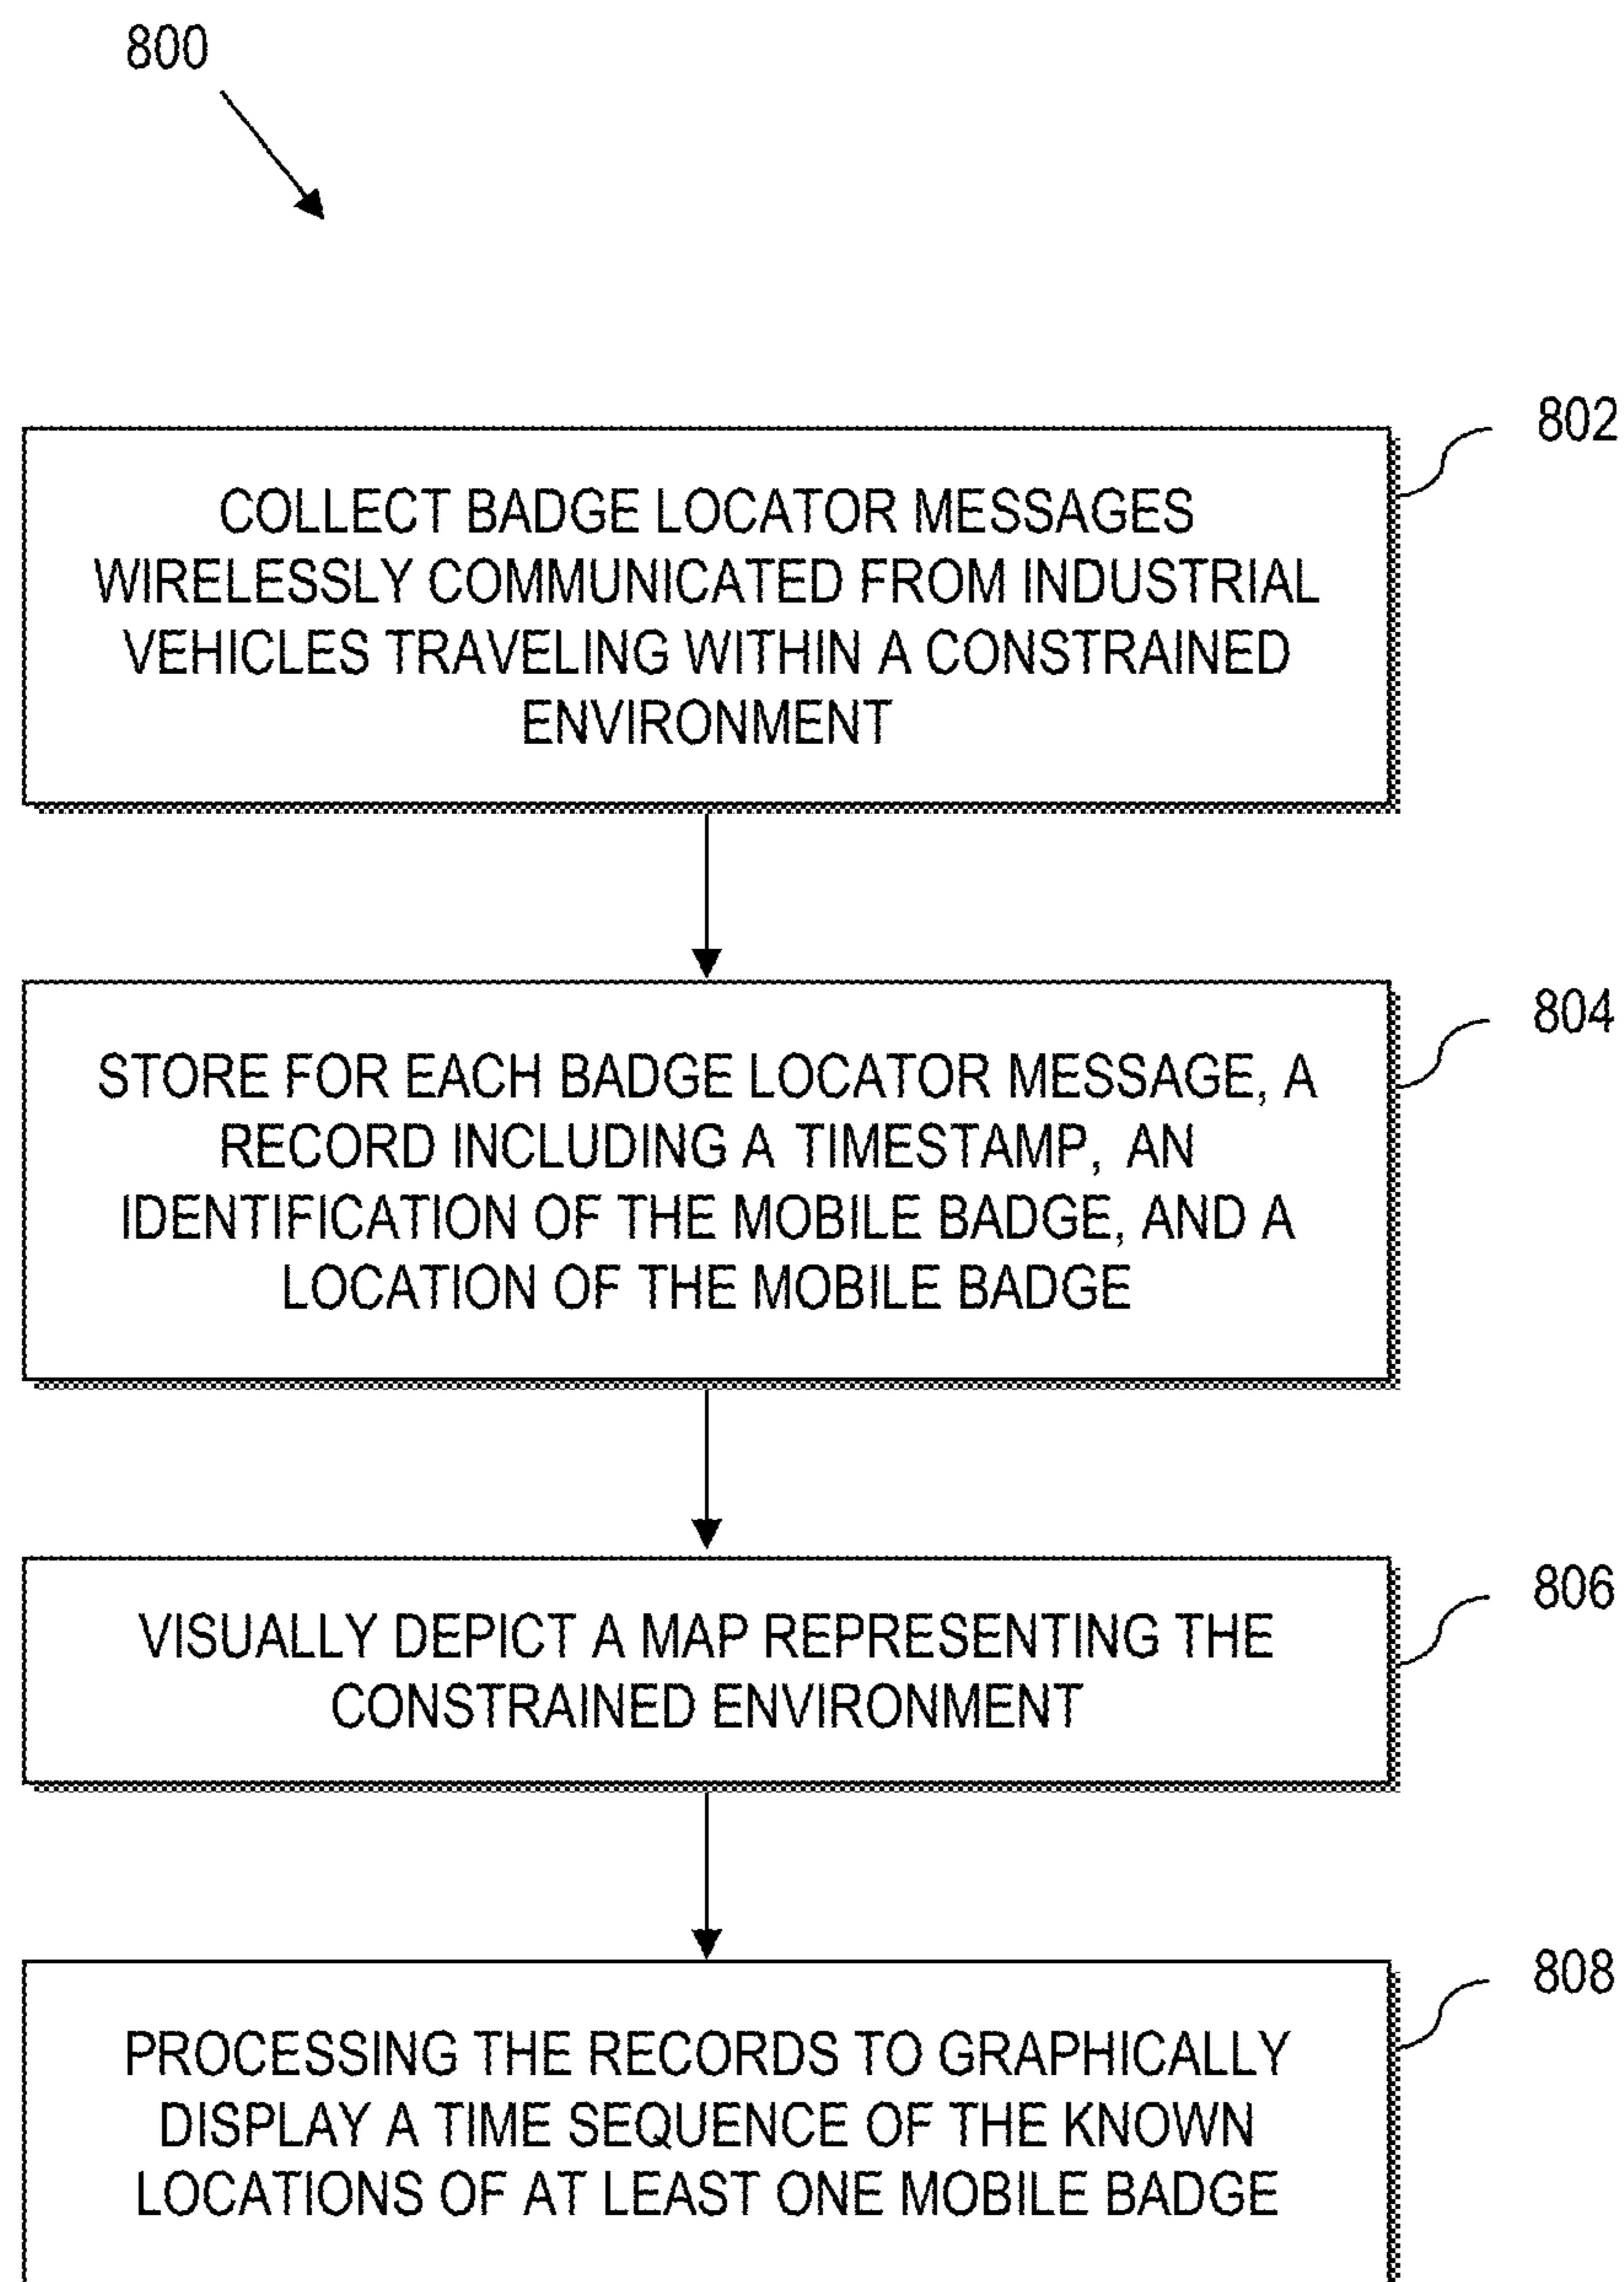 800
802
COLLECT BADGE LOCATOR MESSAGES
WIRELESSLY COMMUNICATED FROM INDUSTRIAL
VEHICLES TRAVELING WITHIN A CONSTRAINED
ENVIRONMENT
804
STORE FOR EACH BADGE LOCATOR MESSAGE, A
RECORD INCLUDING A TIMESTAMP, AN
IDENTIFICATION OF THE MOBILE BADGE, AND A
LOCATION OF THE MOBILE BADGE
806
VISUALLY DEPICT A MAP REPRESENTING THE
CONSTRAINED ENVIRONMENT
808
PROCESSING THE RECORDS TO GRAPHICALLY
DISPLAY A TIME SEQUENCE OF THE KNOWN
LOCATIONS OF AT LEAST ONE MOBILE BADGE